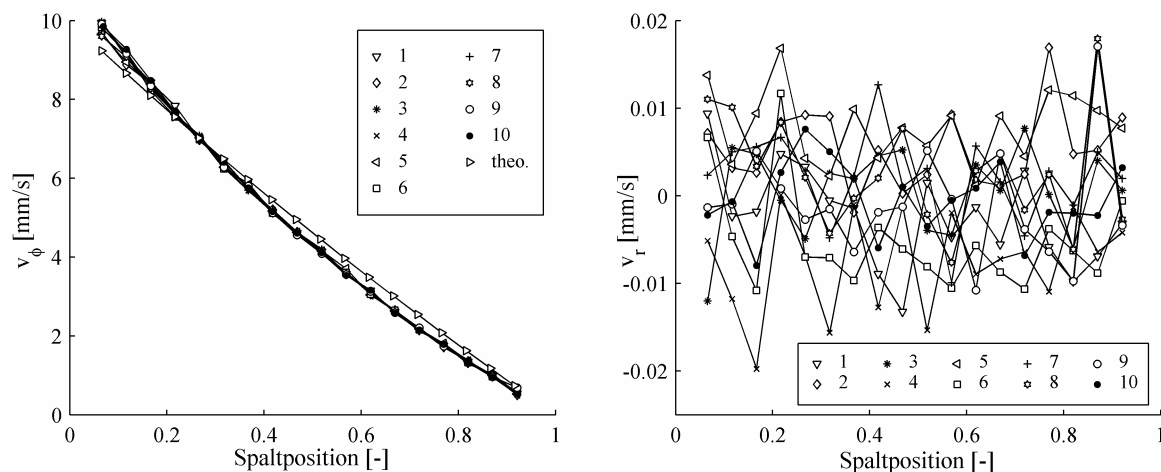 10
8
6
4
2
0
v_ϕ [mm/s]
0 0.2 0.4 0.6 0.8 1
Spaltposition [-]
1 7
2 8
3 9
4 10
5 theo.
6
0.02
0.01
0
-0.01
-0.02
v_r [mm/s]
0 0.2 0.4 0.6 0.8 1
Spaltposition [-]
1 3 5 7 9
2 4 6 8 10